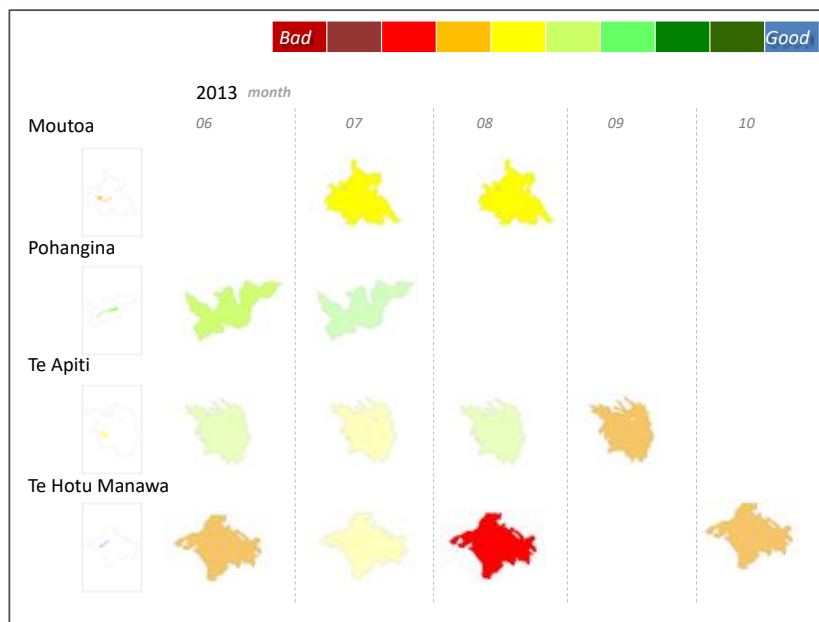 Bad Good
2013 month
Moutoa
06 07 08 09 10
Pohangina
Te Apiti
Te Hotu Manawa